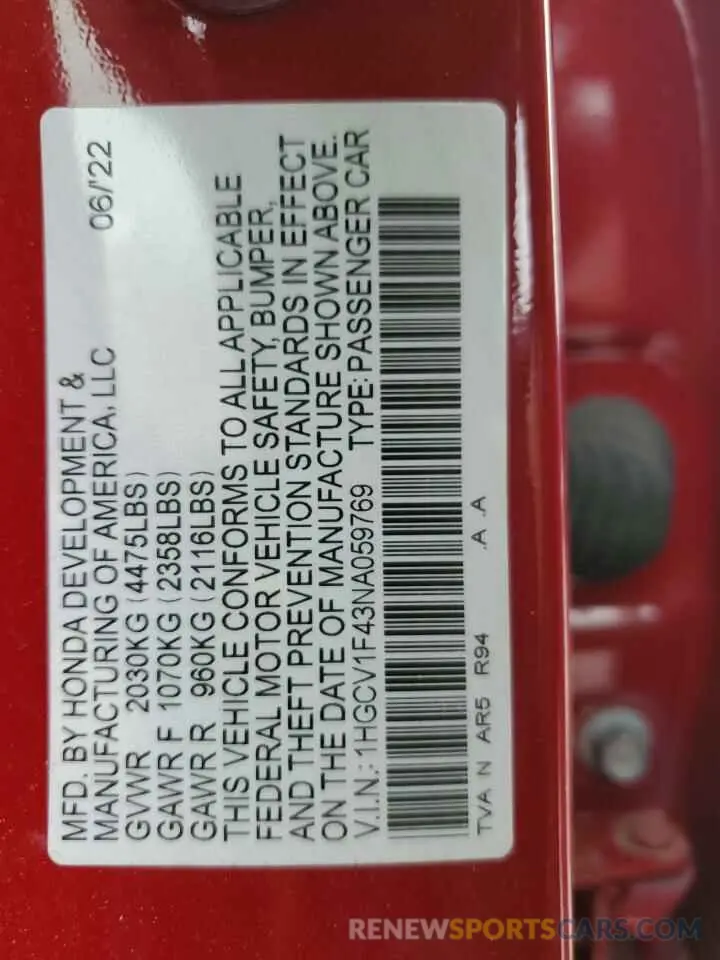 MFD. BY HONDA DEVELOPMENT &
MANUFACTURING OF AMERICA, LLC 06/'22
GVWR 2030KG (4475LBS)
GAWR F 1070KG (2358LBS)
GAWR R 960KG (2116LBS)
THIS VEHICLE CONFORMS TO ALL APPLICABLE
FEDERAL MOTOR VEHICLE SAFETY, BUMPER,
AND THEFT PREVENTION STANDARDS IN EFFECT
ON THE DATE OF MANUFACTURE SHOWN ABOVE.
V.I.N.: 1HGCV1F43NA059769 TYPE: PASSENGER CAR
TVA N AR5 R94 .A .A
RENEWSPORTSCARS.COM